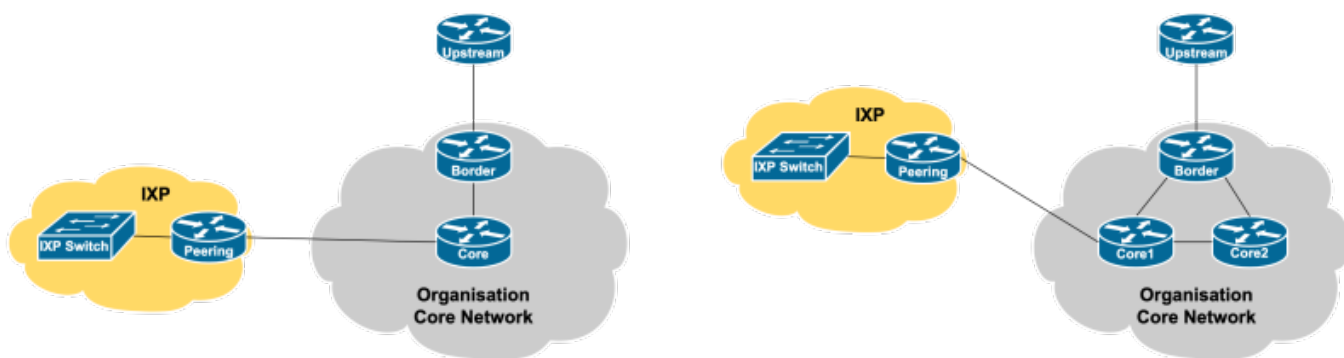 Upstream
Border
IXP
IXP Switch
Peering
Core
Organisation
Core Network
Upstream
IXP
IXP Switch
Peering
Border
Core1
Core2
Organisation
Core Network